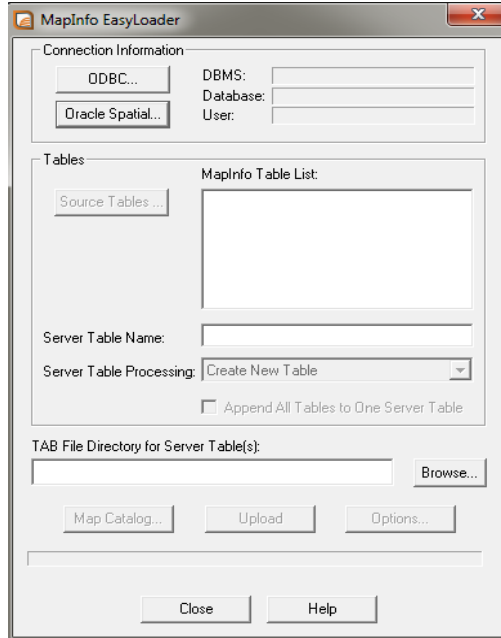 MapInfo EasyLoader
Connection Information
ODBC...
DBMS:
Database:
Oracle Spatial...
User:
Tables
MapInfo Table List:
Source Tables ...
Server Table Name:
Server Table Processing: Create New Table
Append All Tables to One Server Table
TAB File Directory for Server Table(s):
Browse...
Map Catalog... Upload Options...
Close Help